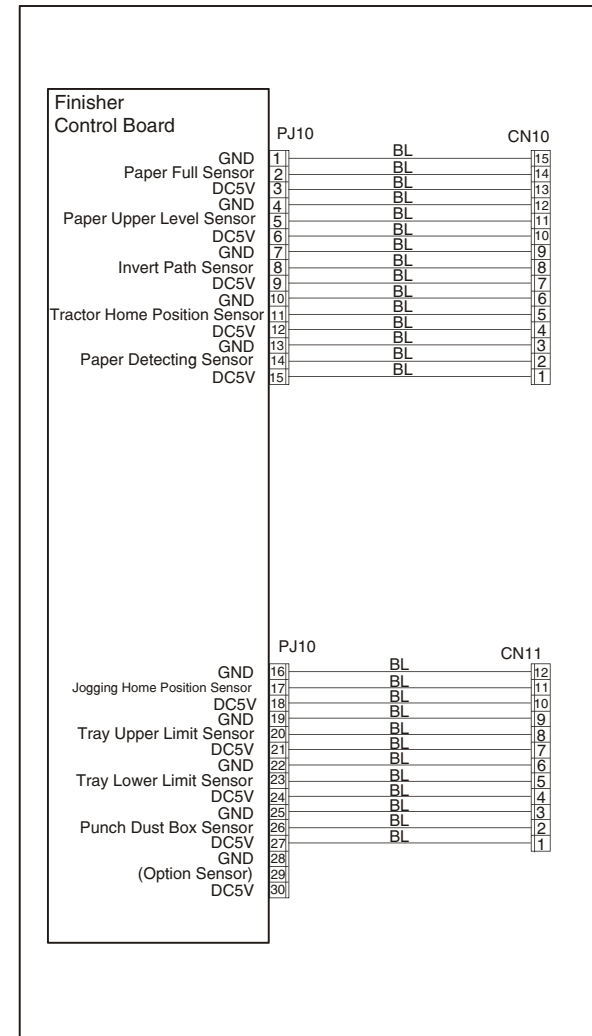 Finisher
Control Board
PJ10
CN10
GND 1 BL 15
Paper Full Sensor 2 BL 14
DC5V 3 BL 13
GND 4 BL 12
Paper Upper Level Sensor 5 BL 11
DC5V 6 BL 10
GND 7 BL 9
Invert Path Sensor 8 BL 8
DC5V 9 BL 7
GND 10 BL 6
Tractor Home Position Sensor 11 BL 5
DC5V 12 BL 4
GND 13 BL 3
Paper Detecting Sensor 14 BL 2
DC5V 15 BL 1
PJ10
CN11
GND 16 BL 12
Jogging Home Position Sensor 17 BL 11
DC5V 18 BL 10
GND 19 BL 9
Tray Upper Limit Sensor 20 BL 8
DC5V 21 BL 7
GND 22 BL 6
Tray Lower Limit Sensor 23 BL 5
DC5V 24 BL 4
GND 25 BL 3
Punch Dust Box Sensor 26 BL 2
DC5V 27 BL 1
GND 28
(Option Sensor) 29
DC5V 30